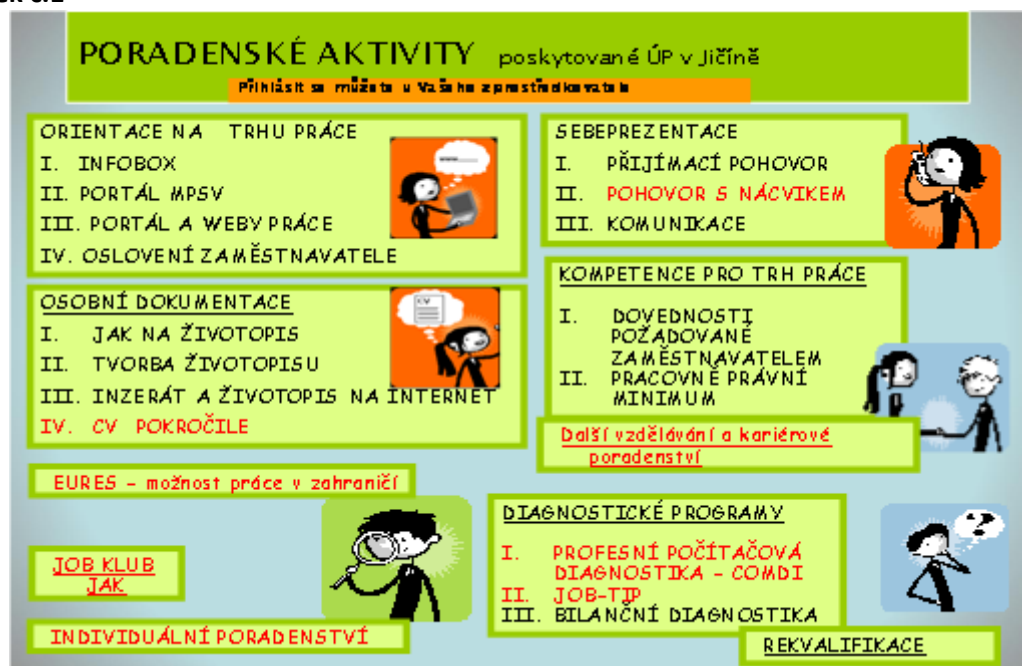 PORADENSKÉ AKTIVITY poskytované ÚP v Jičíně
Přihlásit se můžete u Vašeho zprostředkovatele
ORIENTACE NA TRHU PRÁCE
I. INFOBOX
II. PORTÁL MPSV
III. PORTÁL A WEBY PRÁCE
IV. OSLOVENÍ ZAMĚSTNAVATELE
OSOBNÍ DOKUMENTACE
I. JAK NA ŽIVOTOPIS
II. TVORBA ŽIVOTOPISU
III. INZERÁT A ŽIVOTOPIS NA INTERNET
IV. CV POKROČILE
CV
EURES – možnost práce v zahraničí
JOB KLUB
JAK
INDIVIDUÁLNÍ PORADENSTVÍ
SEBEPREZENTACE
I. PŘIJÍMACÍ POHOVOR
II. POHOVOR S NÁCVIKEM
III. KOMUNIKACE
KOMPETENCE PRO TRH PRÁCE
I. DOVEDNOSTI
POŽADOVANÉ
ZAMĚSTNAVATELEM
II. PRACOVNĚ PRÁVNÍ
MINIMUM
Další vzdělávání a kariérové
poradenství
DIAGNOSTICKÉ PROGRAMY
I. PROFESNÍ POČÍTAČOVÁ
DIAGNOSTIKA – COMDI
II. JOB-TIP
III. BILANČNÍ DIAGNOSTIKA
?
REKVALIFIKACE